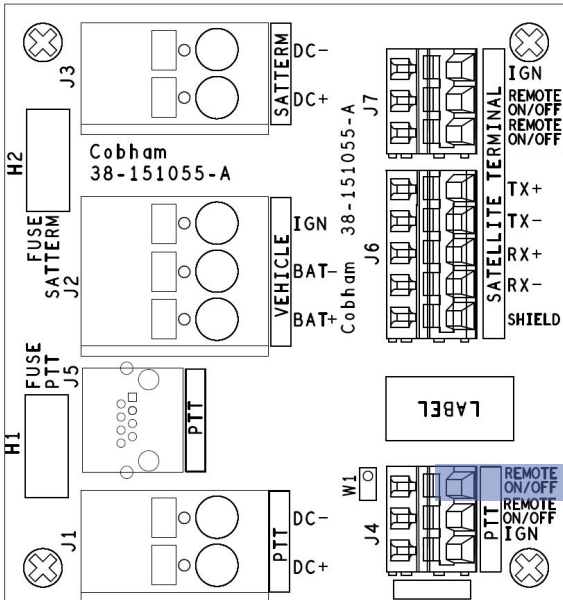 J3
DC-
DC+
SATTERM
J7
IGN
REMOTE
ON/OFF
REMOTE
ON/OFF
SATELLITE TERMINAL
H2
FUSE
SATTERM
Cobham
38-151055-A
Cobham 38-151055-A
J2
IGN
BAT-
BAT+
VEHICLE
J6
TX+
TX-
RX+
RX-
SHIELD
FUSE
PTT
J5
PTT
LABEL
H1
J1
DC-
DC+
PTT
W1
J4
REMOTE
ON/OFF
REMOTE
ON/OFF
IGN
PTT